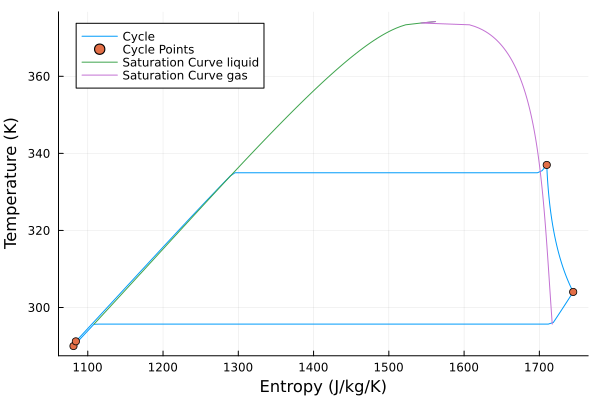 Cycle
Cycle Points
Saturation Curve liquid
Saturation Curve gas
360
340
320
300
Temperature (K)
1100 1200 1300 1400 1500 1600 1700
Entropy (J/kg/K)